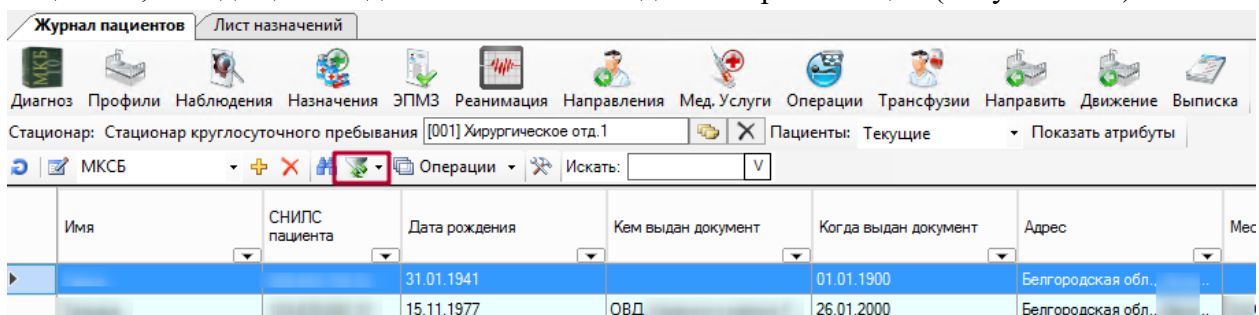 Журнал пациентов Лист назначений
МКБ 10
Диагноз Профили Наблюдения Назначения ЭПМЗ Реанимация Направления Мед. Услуги Операции Трансфузии Направить Движение Выписка
Стационар: Стационар круглосуточного пребывания [001] Хирургическое отд.1 Пациенты: Текущие Показать атрибуты
МКСБ Операции Искать: V
Имя СНИЛС пациента Дата рождения Кем выдан документ Когда выдан документ Адрес
31.01.1941 01.01.1900 Белгородская обл.,
15.11.1977 ОВД 26.01.2000 Белгородская обл.,